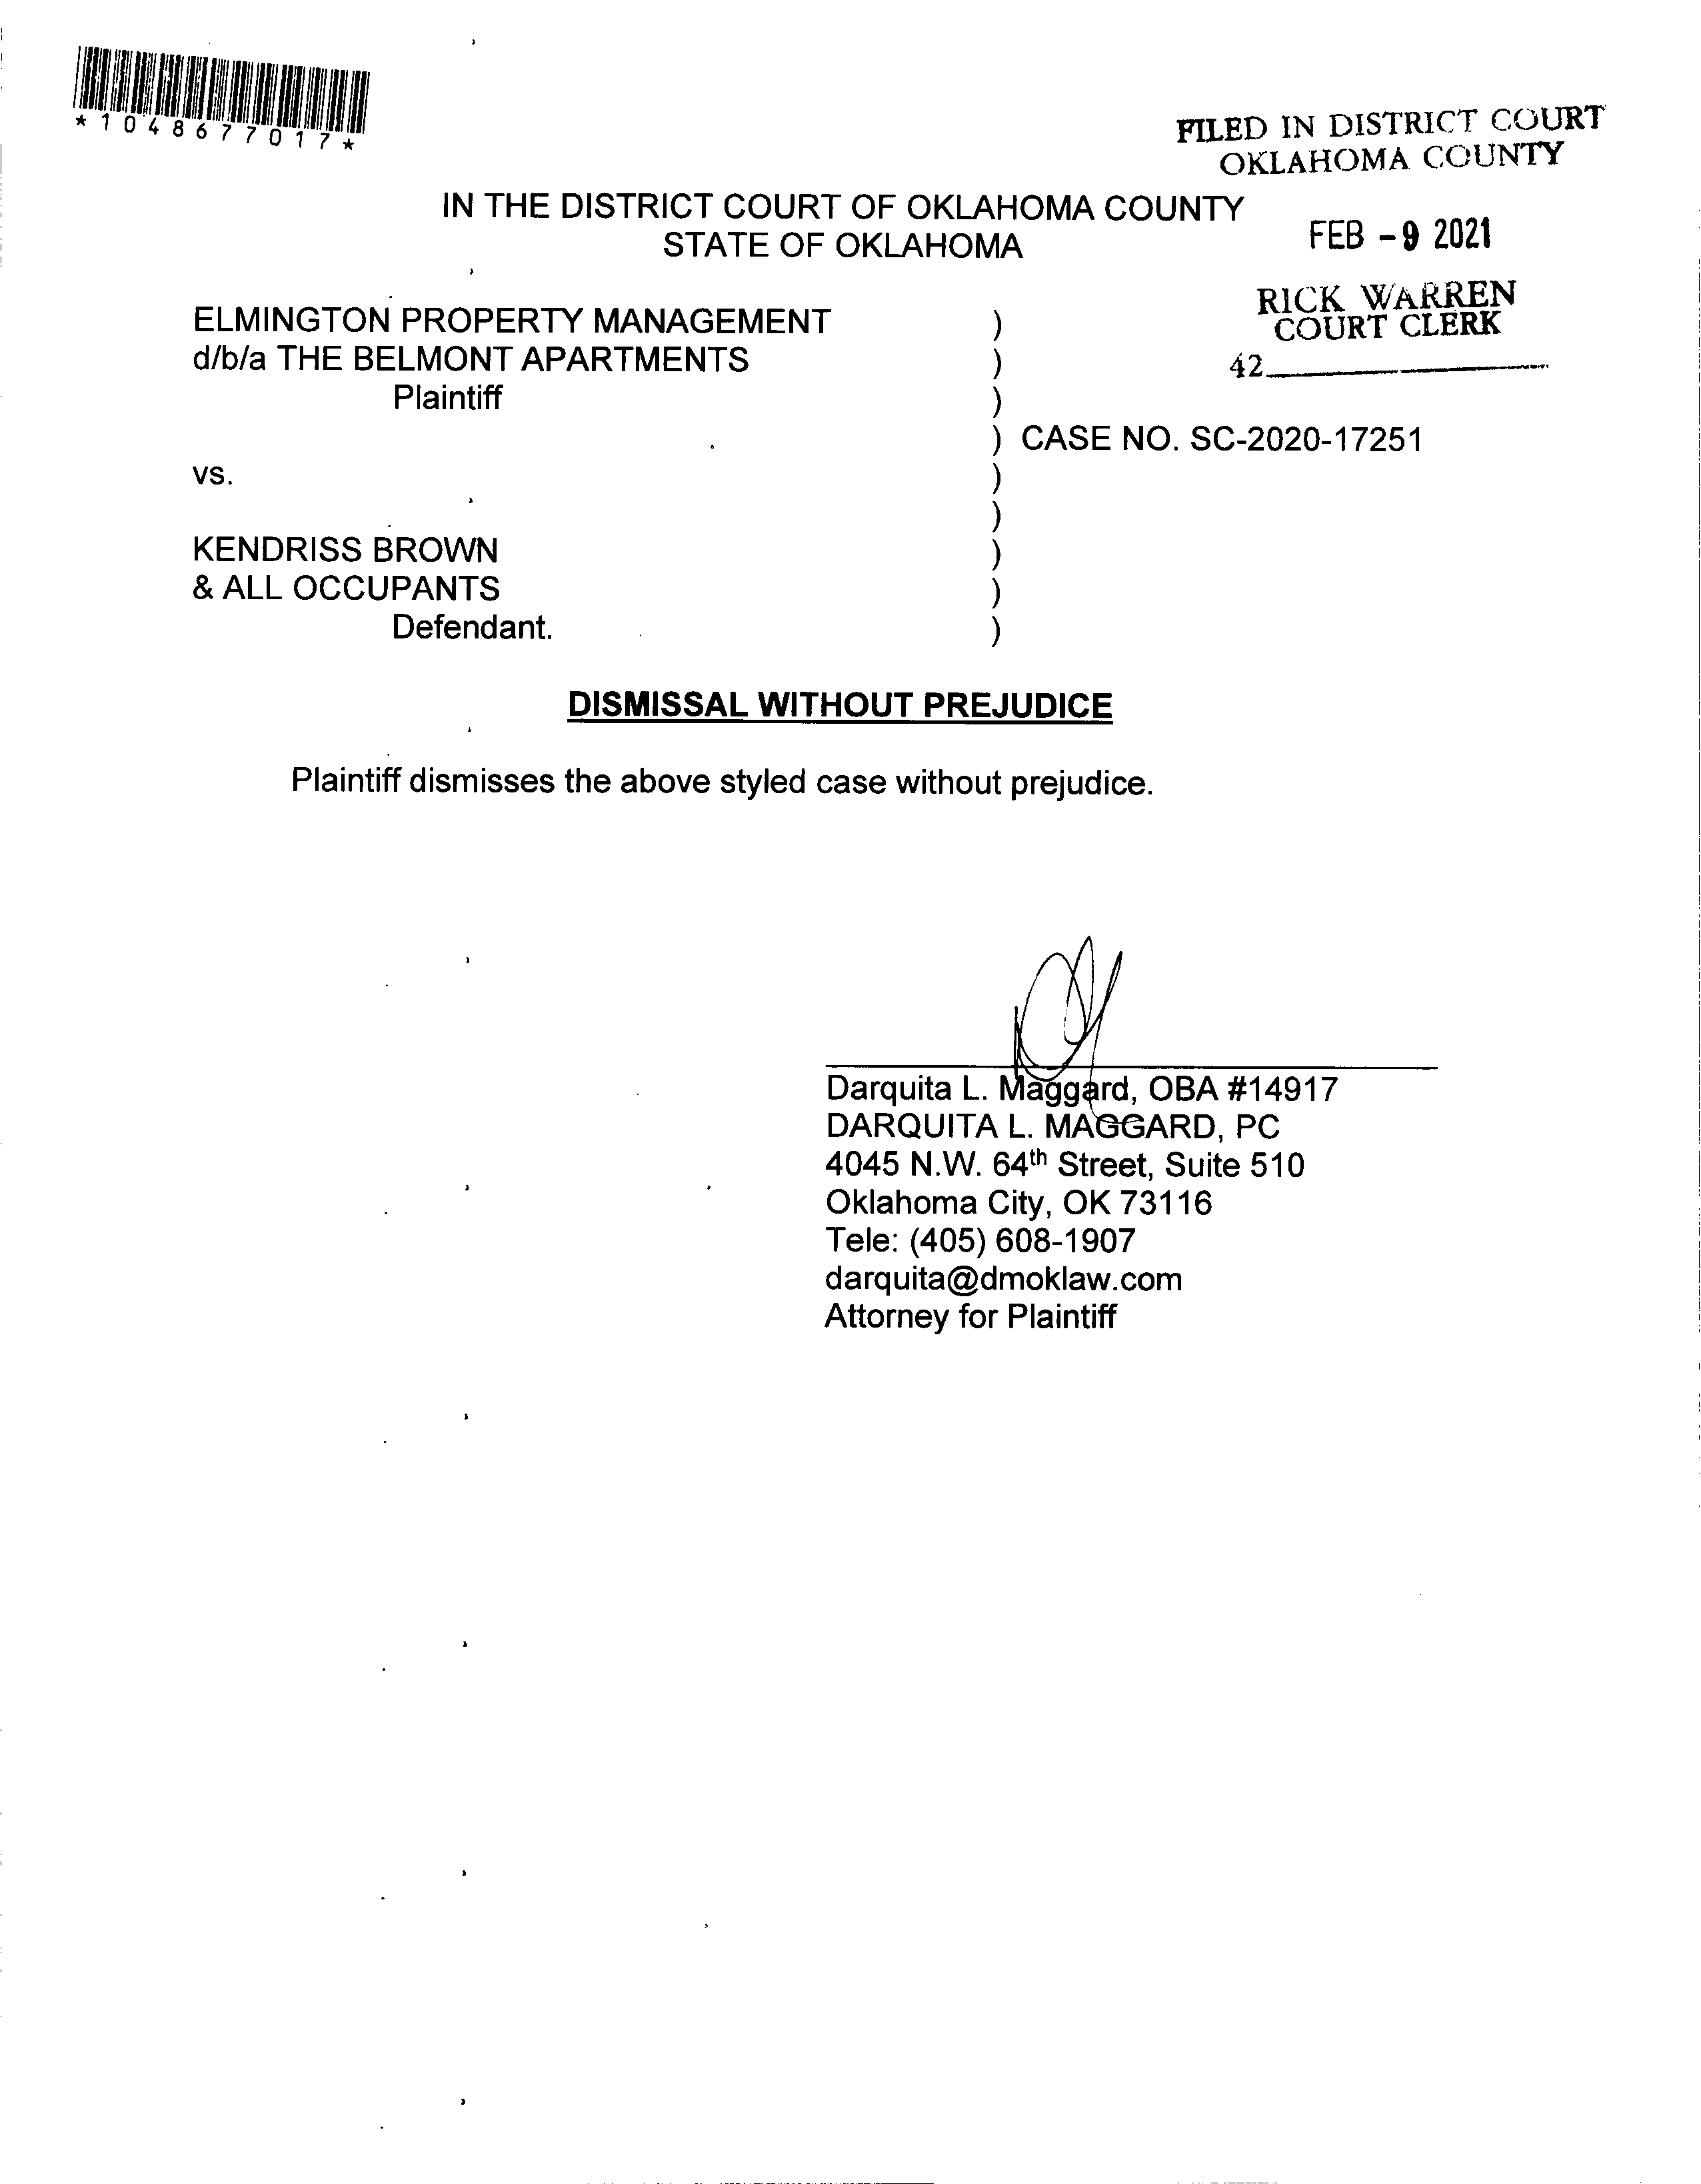 *1048677017*
FILED IN DISTRICT COURT
OKLAHOMA COUNTY
IN THE DISTRICT COURT OF OKLAHOMA COUNTY
STATE OF OKLAHOMA
FEB -9 2021
RICK WARREN
COURT CLERK
42
ELMINGTON PROPERTY MANAGEMENT )
d/b/a THE BELMONT APARTMENTS )
Plaintiff )
) CASE NO. SC-2020-17251
vs. )
)
KENDRISS BROWN )
& ALL OCCUPANTS )
Defendant. )
DISMISSAL WITHOUT PREJUDICE
Plaintiff dismisses the above styled case without prejudice.
Darquita L. Maggard, OBA #14917
DARQUITA L. MAGGARD, PC
4045 N.W. 64th Street, Suite 510
Oklahoma City, OK 73116
Tele: (405) 608-1907
darquita@dmoklaw.com
Attorney for Plaintiff